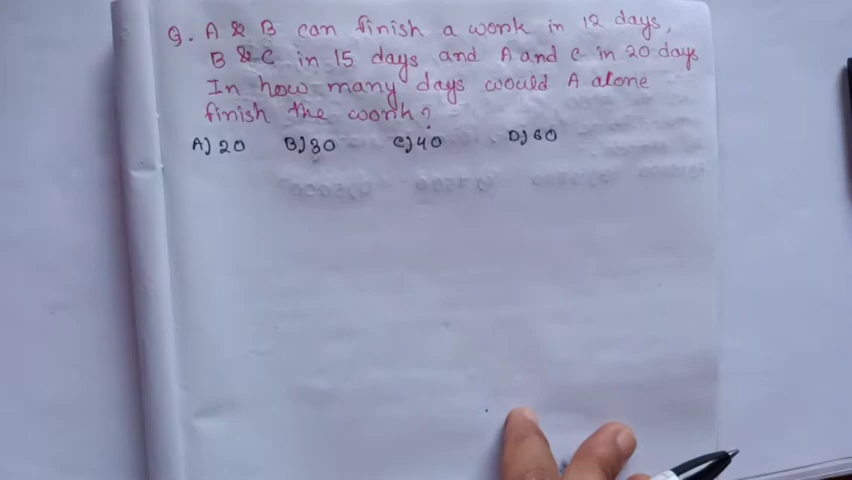 Q. A & B can finish a work in 12 days,
B & C in 15 days and A and C in 20 days
In how many days would A alone
finish the work?
A) 20 B) 30 C) 40 D) 60